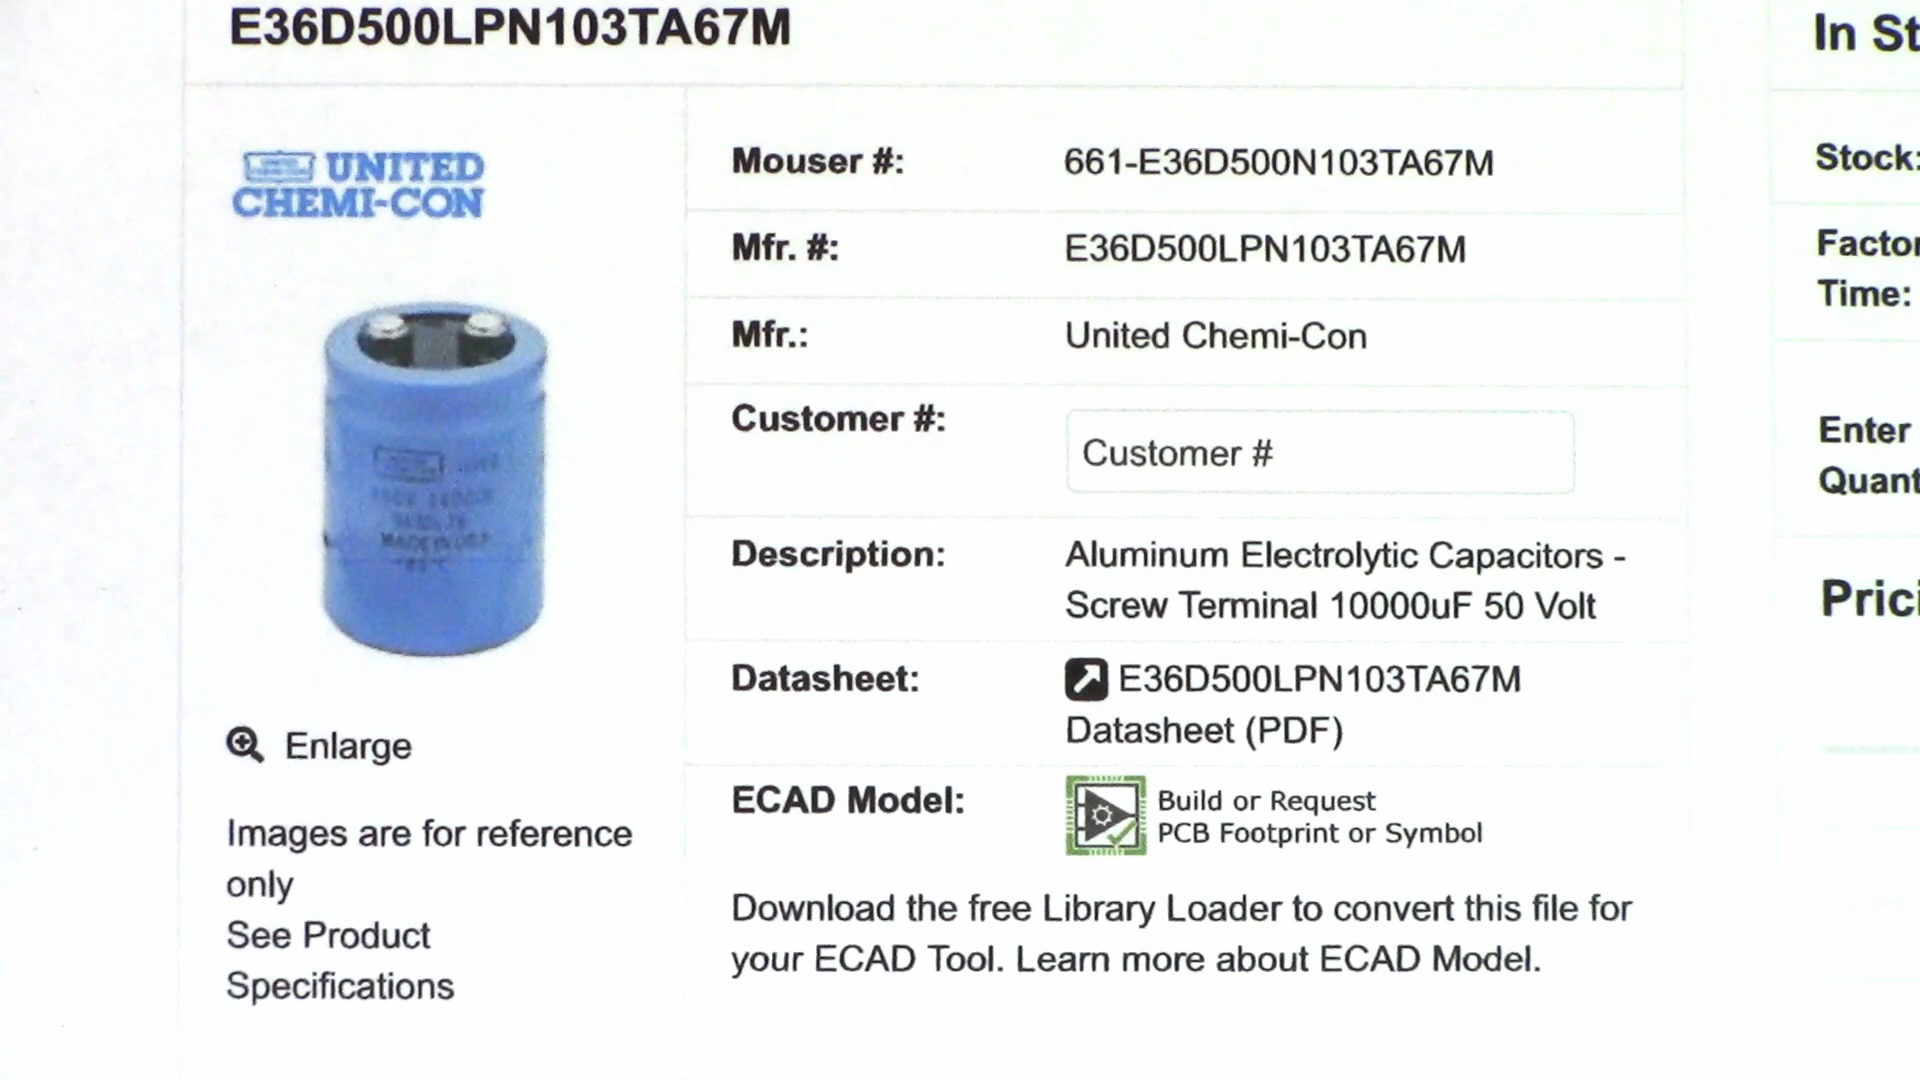 E36D500LPN103TA67M
In St
UNITED
CHEMI-CON
Mouser #: 661-E36D500N103TA67M
Mfr. #: E36D500LPN103TA67M
Mfr.: United Chemi-Con
Customer #: Customer #
Description: Aluminum Electrolytic Capacitors -
Screw Terminal 10000uF 50 Volt
Datasheet: E36D500LPN103TA67M
Datasheet (PDF)
ECAD Model: Build or Request
PCB Footprint or Symbol
Download the free Library Loader to convert this file for
your ECAD Tool. Learn more about ECAD Model.
MADE IN USA
Enlarge
Images are for reference
only
See Product
Specifications
Stock:
Factor
Time:
Enter
Quant
Prici